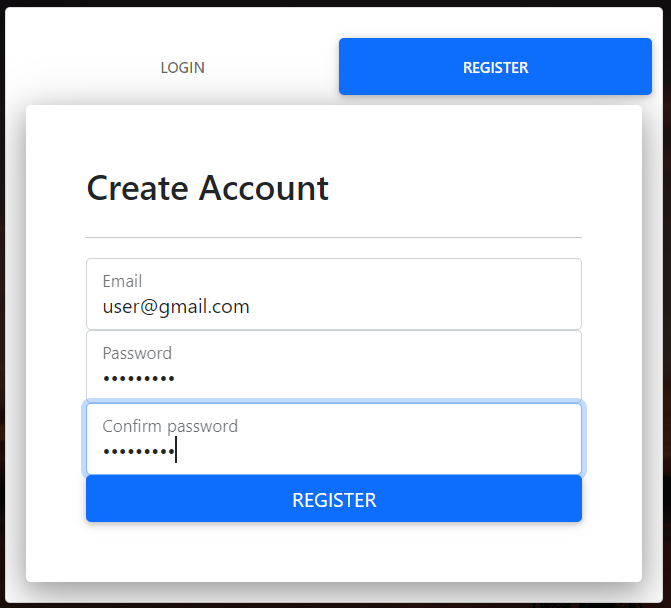 LOGIN
REGISTER
Create Account
Email
user@gmail.com
Password
•••••••••
Confirm password
•••••••••
REGISTER